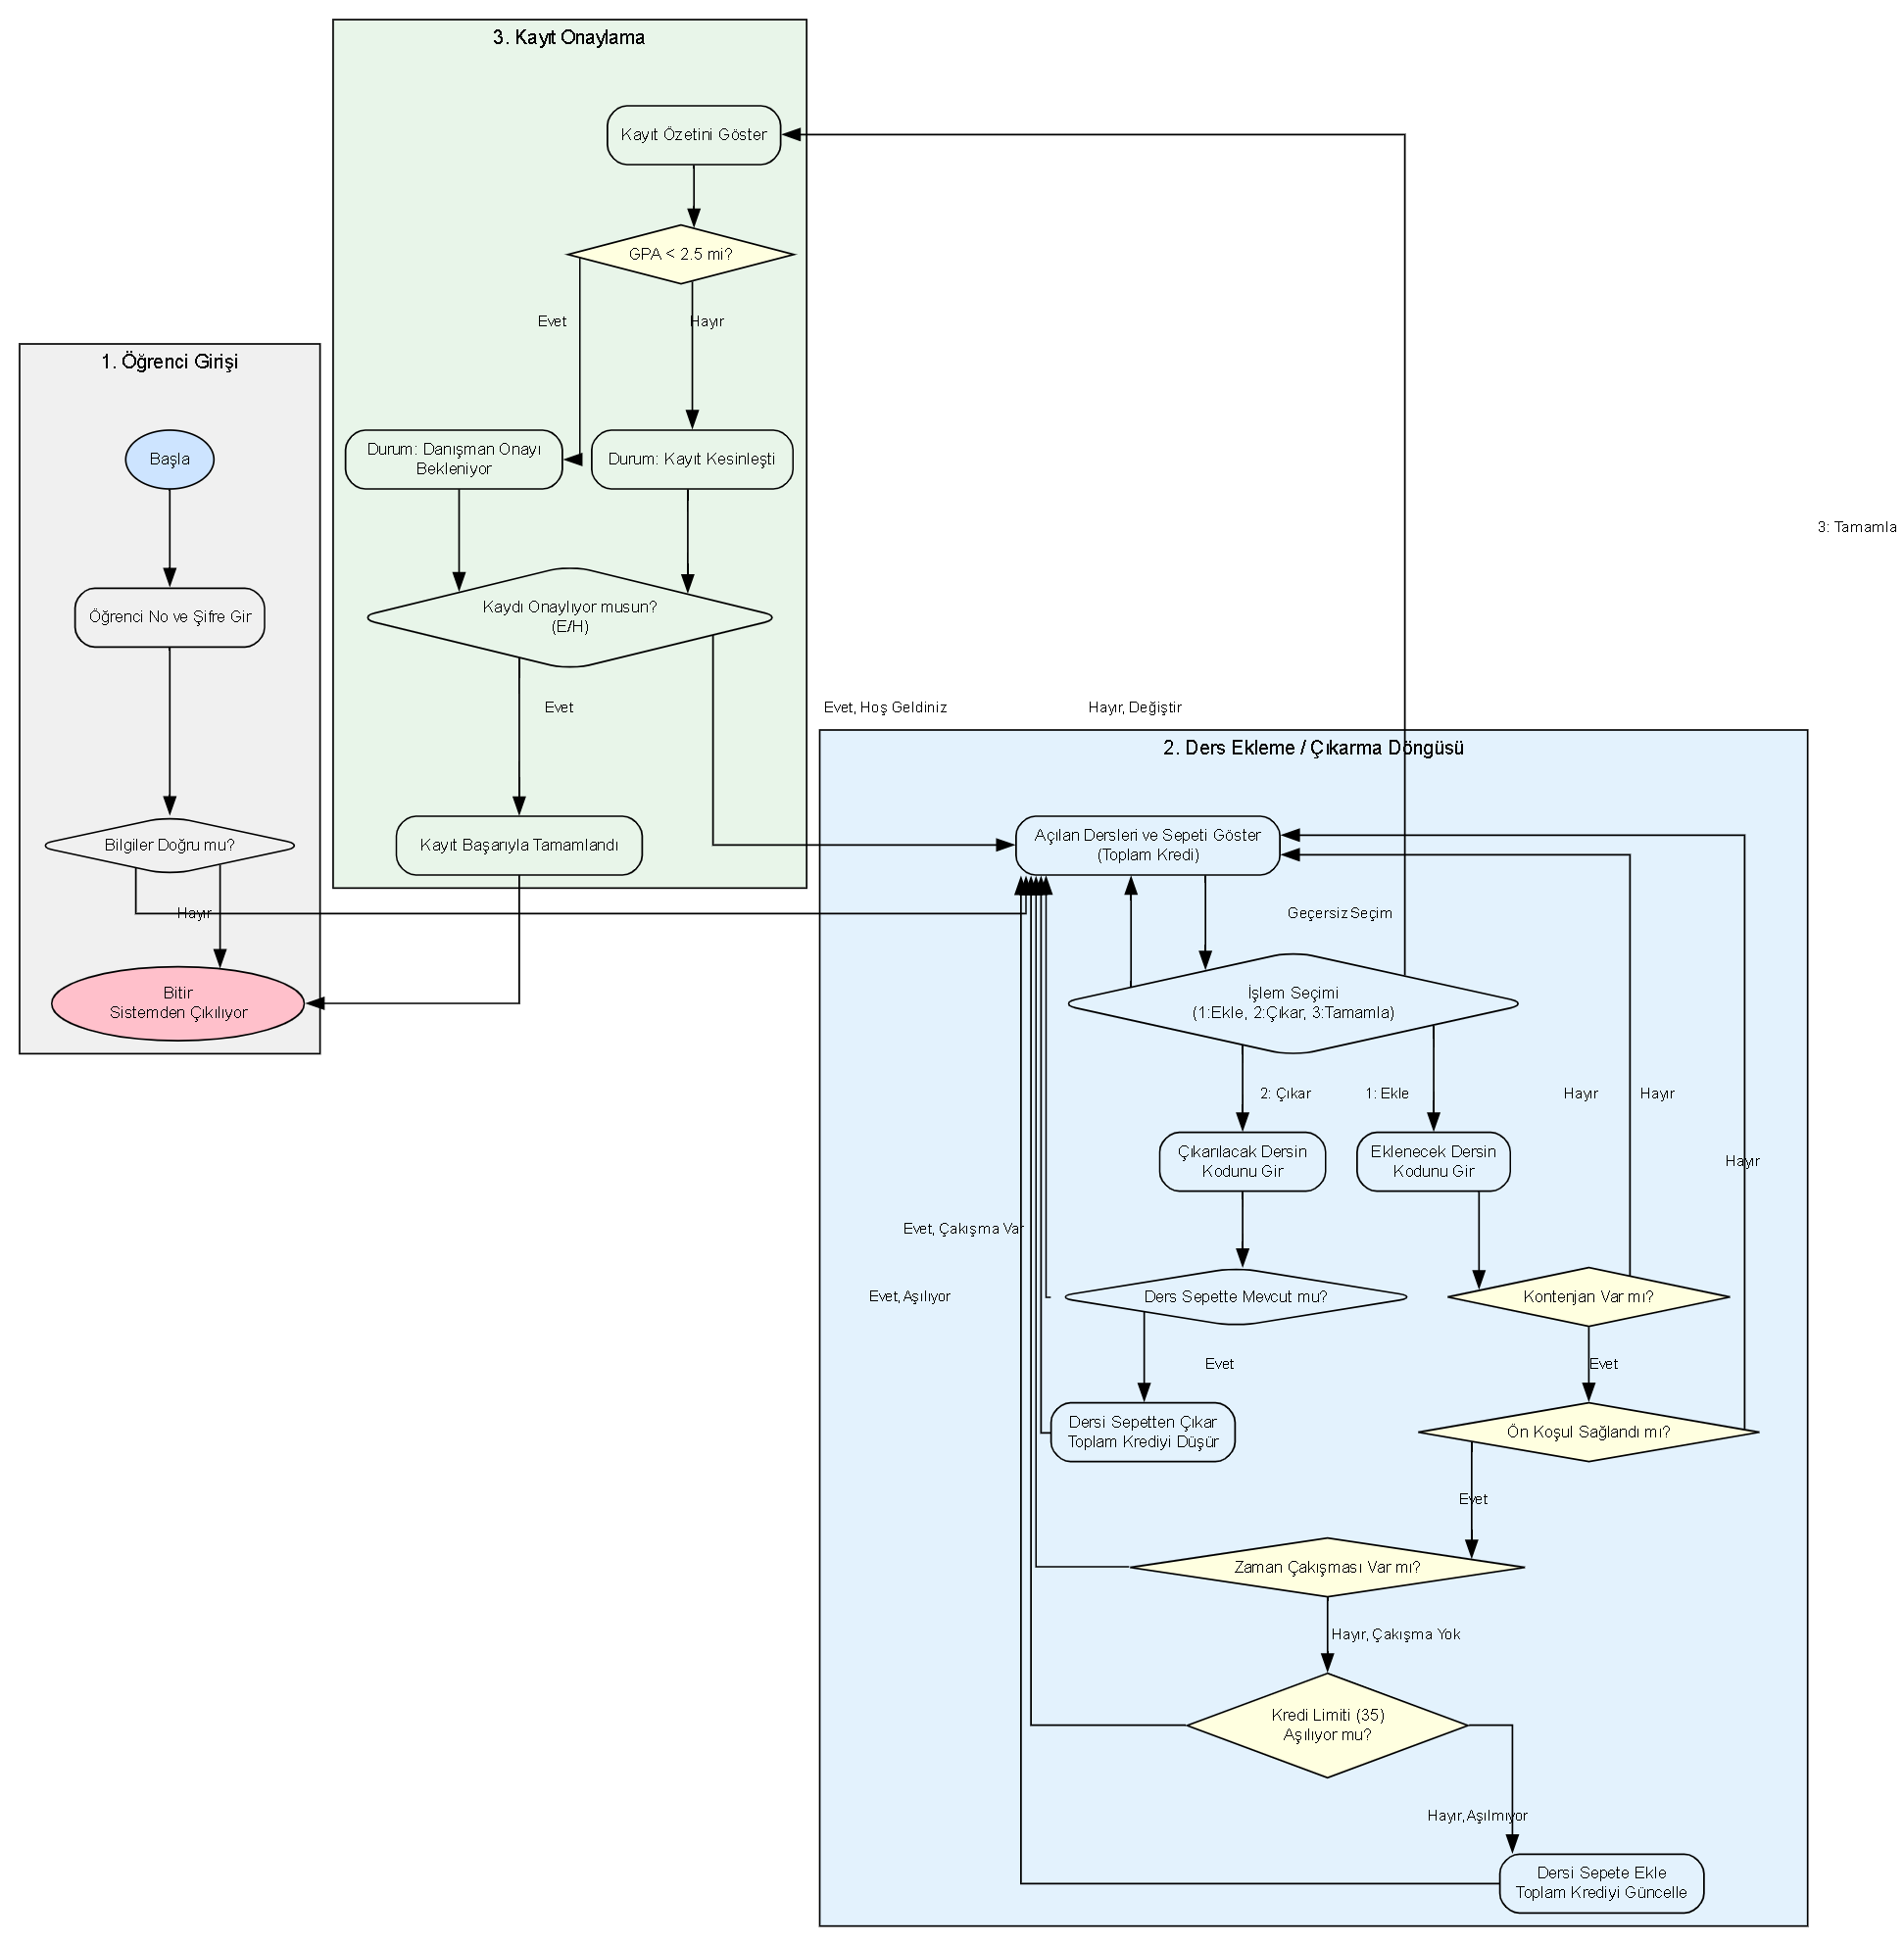 3. Kayıt Onaylama
Kayıt Özetini Göster
GPA < 2.5 mi?
Evet
Hayır
Durum: Danışman Onayı
Bekleniyor
Durum: Kayıt Kesinleşti
Kaydı Onaylıyor musun?
(E/H)
Evet
Kayıt Başarıyla Tamamlandı
1. Öğrenci Girişi
Başla
Öğrenci No ve Şifre Gir
Bilgiler Doğru mu?
Hayır
Bitir
Sistemden Çıkılıyor
3: Tamamla
Evet, Hoş Geldiniz
Hayır, Değiştir
2. Ders Ekleme / Çıkarma Döngüsü
Açılan Dersleri ve Sepeti Göster
(Toplam Kredi)
Geçersiz Seçim
İşlem Seçimi
(1:Ekle, 2:Çıkar, 3:Tamamla)
2: Çıkar
1: Ekle
Hayır
Hayır
Çıkarılacak Dersin
Kodunu Gir
Eklenecek Dersin
Kodunu Gir
Hayır
Evet, Çakışma Var
Evet, Aşılıyor
Ders Sepette Mevcut mu?
Kontenjan Var mı?
Evet
Evet
Dersi Sepetten Çıkar
Toplam Krediyi Düşür
Ön Koşul Sağlandı mı?
Evet
Zaman Çakışması Var mı?
Hayır, Çakışma Yok
Kredi Limiti (35)
Aşılıyor mu?
Hayır, Aşılmıyor
Dersi Sepete Ekle
Toplam Krediyi Güncelle